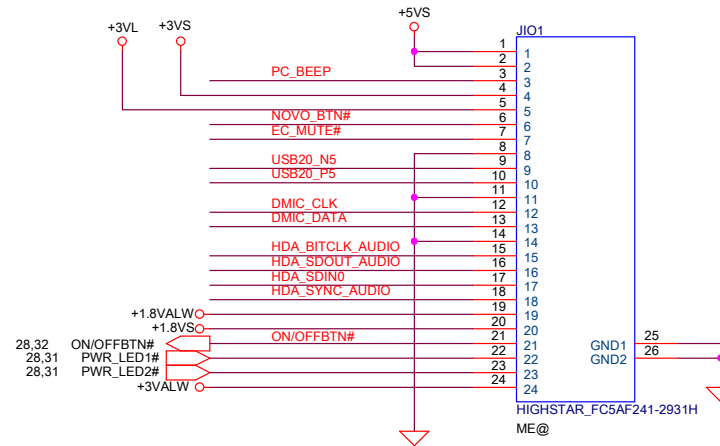 +5VS
+3VL
+3VS
JIO1
1 1
2 2
PC_BEEP 3 3
4 4
5 5
NOVO_BTN# 6 6
EC_MUTE# 7 7
8 8
USB20_N5 9 9
USB20_P5 10 10
11 11
DMIC_CLK 12 12
DMIC_DATA 13 13
14 14
HDA_BITCLK_AUDIO 15 15
HDA_SDOUT_AUDIO 16 16
HDA_SDIN0 17 17
HDA_SYNC_AUDIO 18 18
+1.8VALW 19 19
+1.8VS 20 20
28,32 ON/OFFBTN# ON/OFFBTN# 21 21 GND1 25
28,31 PWR_LED1# 22 22 GND2 26
28,31 PWR_LED2# 23 23
+3VALW 24 24
HIGHSTAR_FC5AF241-2931H
ME@